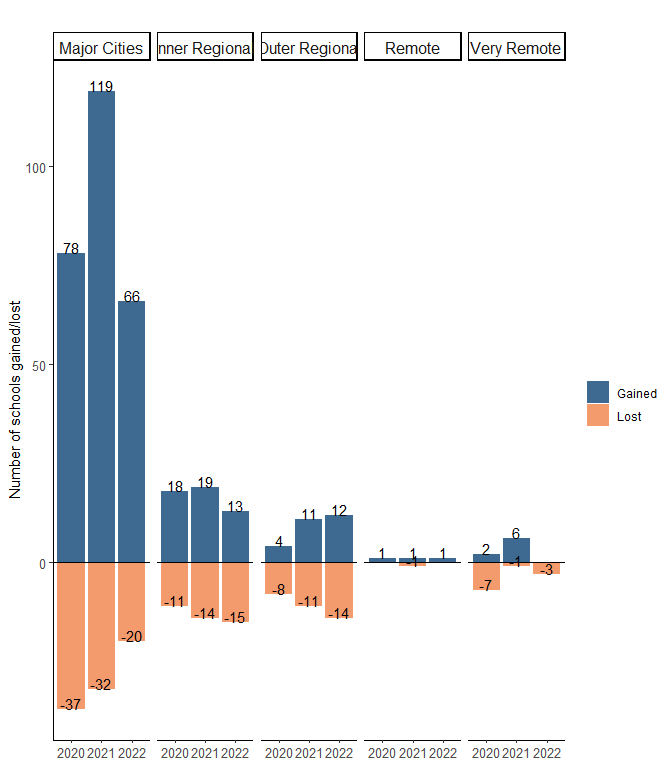 Major Cities
nner Regiona
Outer Regiona
Remote
Very Remote
Number of schools gained/lost
100
50
0
78
119
66
-37
-32
-20
18
19
13
-11
-14
-15
4
11
12
-8
-11
-14
1
1
1
-1
2
6
-7
-1
-3
2020 2021 2022
2020 2021 2022
2020 2021 2022
2020 2021 2022
2020 2021 2022
Gained
Lost